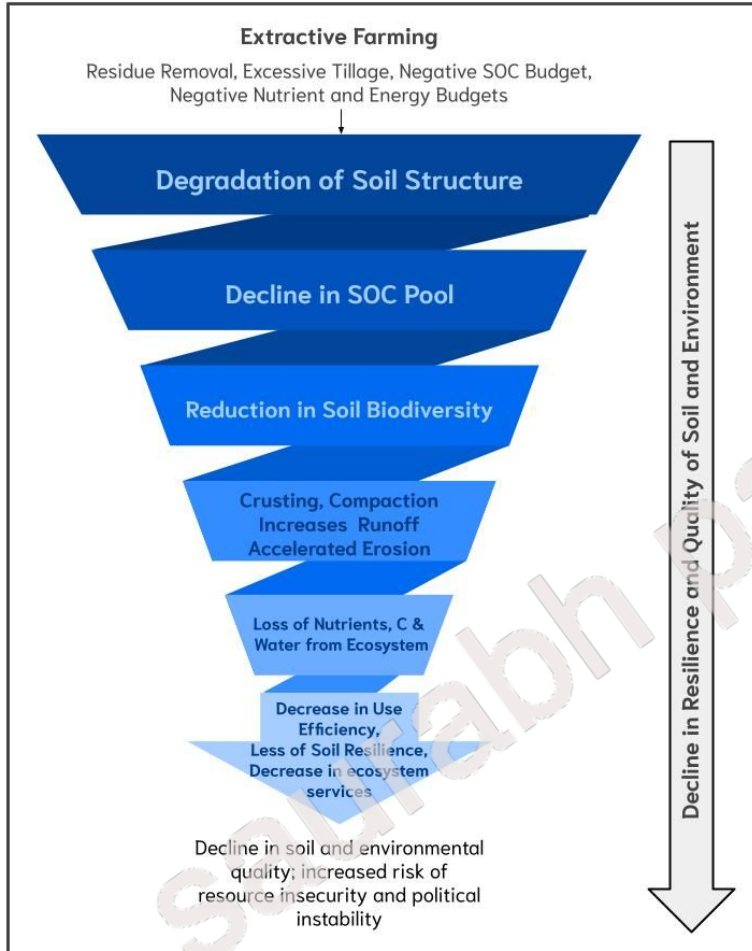 Extractive Farming
Residue Removal, Excessive Tillage, Negative SOC Budget,
Negative Nutrient and Energy Budgets
Degradation of Soil Structure
Decline in SOC Pool
Reduction in Soil Biodiversity
Crusting, Compaction
Increases Runoff
Accelerated Erosion
Loss of Nutrients, C &
Water from Ecosystem
Decrease in Use
Efficiency,
Less of Soil Resilience,
Decrease in ecosystem
services
Decline in soil and environmental
quality; increased risk of
resource insecurity and political
instability
Decline in Resilience and Quality of Soil and Environment
saurabh